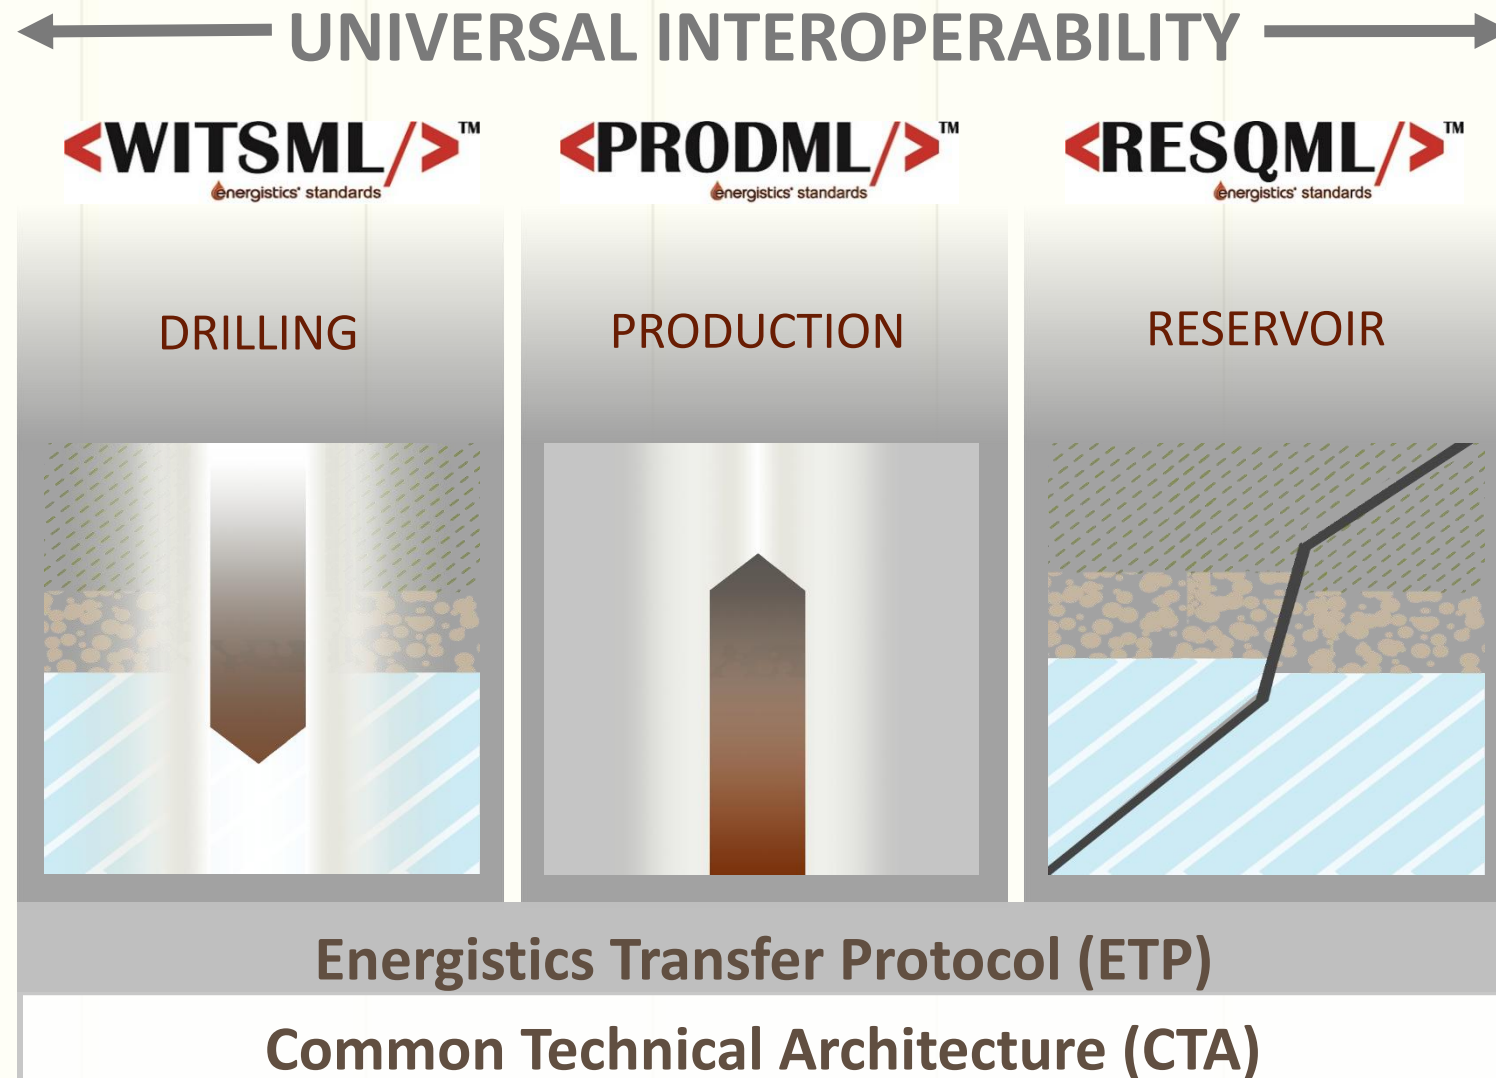 UNIVERSAL INTEROPERABILITY
<WITSML/>™
energistics' standards
<PRODML/>™
energistics' standards
<RESQML/>™
energistics' standards
DRILLING
PRODUCTION
RESERVOIR
Energistics Transfer Protocol (ETP)
Common Technical Architecture (CTA)